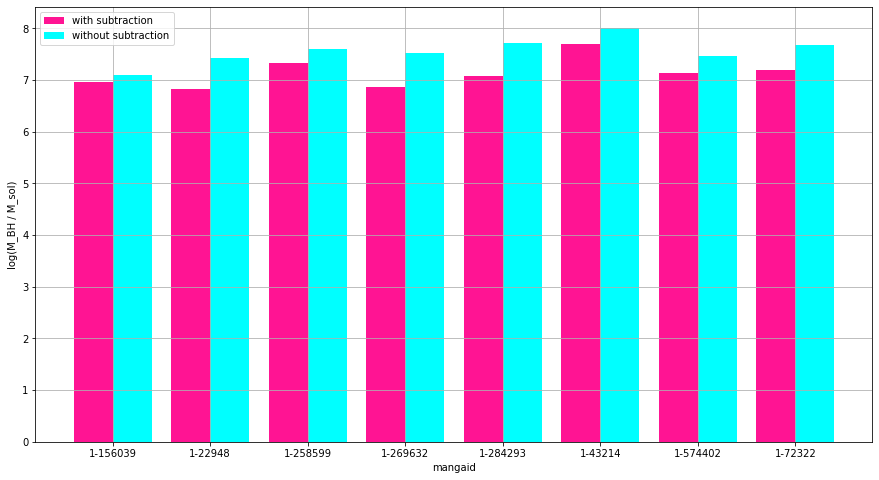 with subtraction
without subtraction
log(M_BH / M_sol)
8
7
6
5
4
3
2
1
0
1-156039 1-22948 1-258599 1-269632 1-284293 1-43214 1-574402 1-72322
mangaid